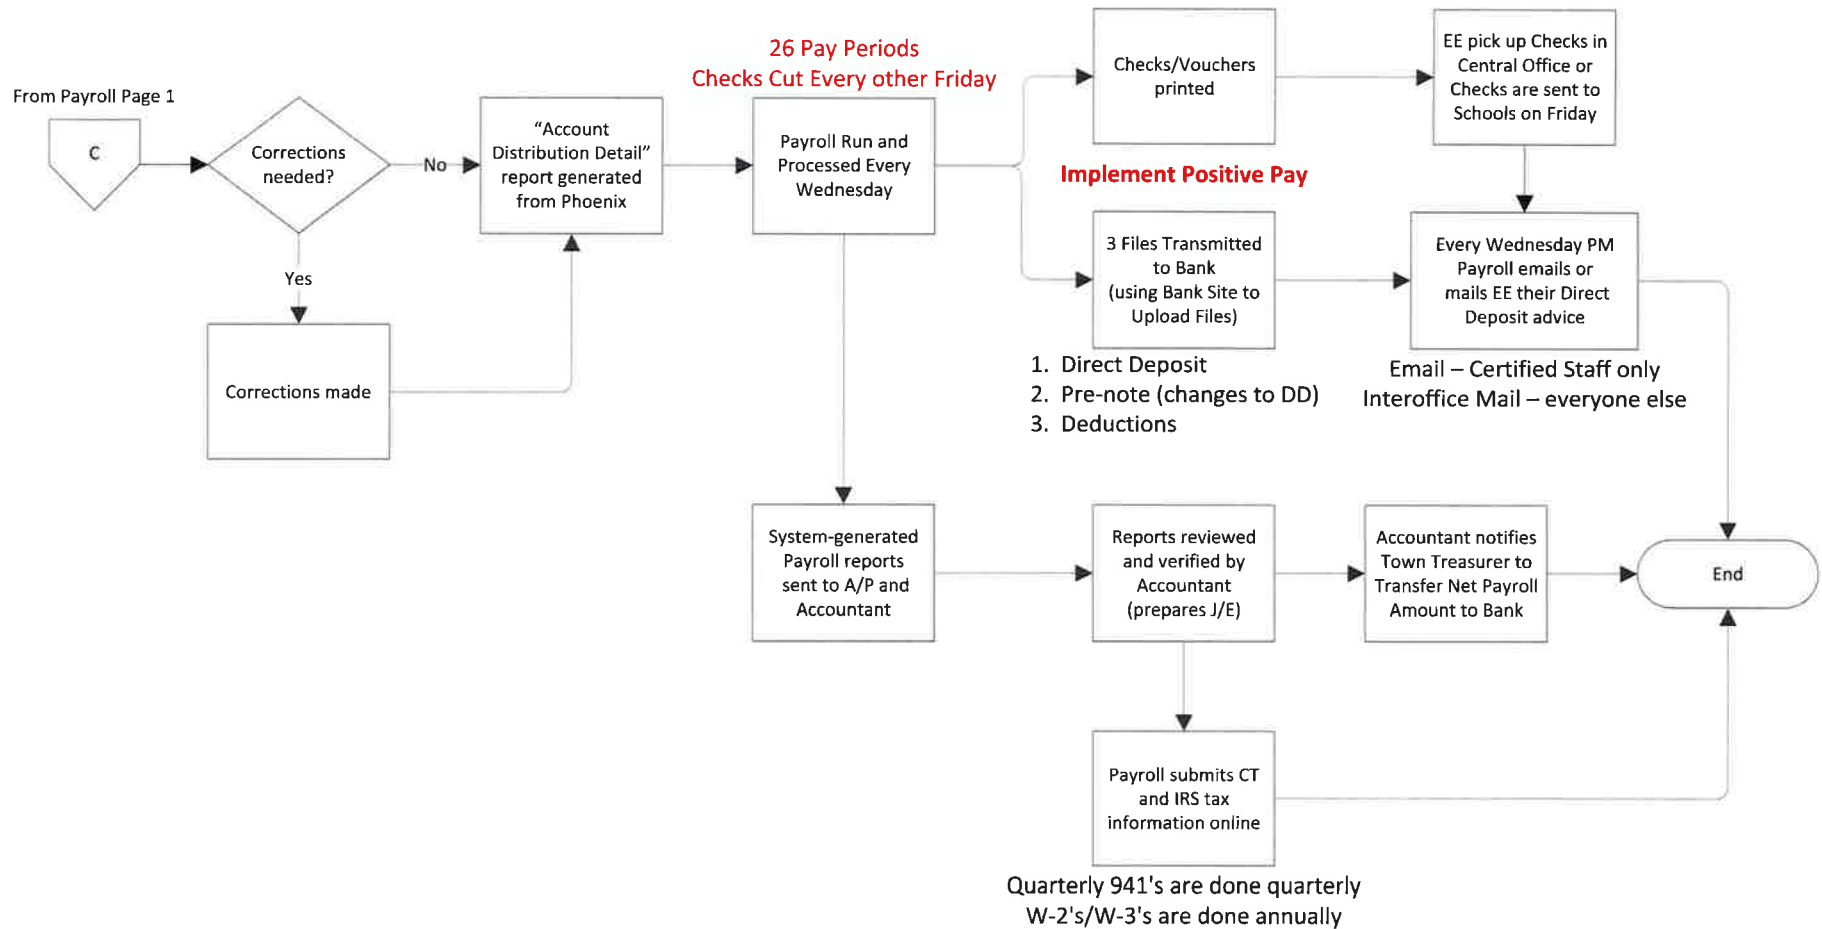 From Payroll Page 1
C
Corrections
needed?
No
Yes
Corrections made
“Account
Distribution Detail”
report generated
from Phoenix
26 Pay Periods
Checks Cut Every other Friday
Payroll Run and
Processed Every
Wednesday
Checks/Vouchers
printed
EE pick up Checks in
Central Office or
Checks are sent to
Schools on Friday
Implement Positive Pay
3 Files Transmitted
to Bank
(using Bank Site to
Upload Files)
1. Direct Deposit
2. Pre-note (changes to DD)
3. Deductions
Every Wednesday PM
Payroll emails or
mails EE their Direct
Deposit advice
Email – Certified Staff only
Interoffice Mail – everyone else
System-generated
Payroll reports
sent to A/P and
Accountant
Reports reviewed
and verified by
Accountant
(prepares J/E)
Accountant notifies
Town Treasurer to
Transfer Net Payroll
Amount to Bank
End
Payroll submits CT
and IRS tax
information online
Quarterly 941's are done quarterly
W-2's/W-3's are done annually